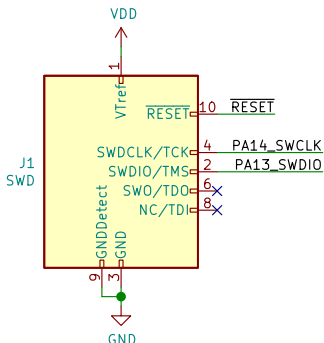 VDD
1
VTref
RESET
10
RESET
J1
SWD
SWDCLK/TCK
4
PA14_SWCLK
SWDIO/TMS
2
PA13_SWDIO
SWO/TDO
6
NC/TDI
8
GNDDetect
GND
9
3
GND